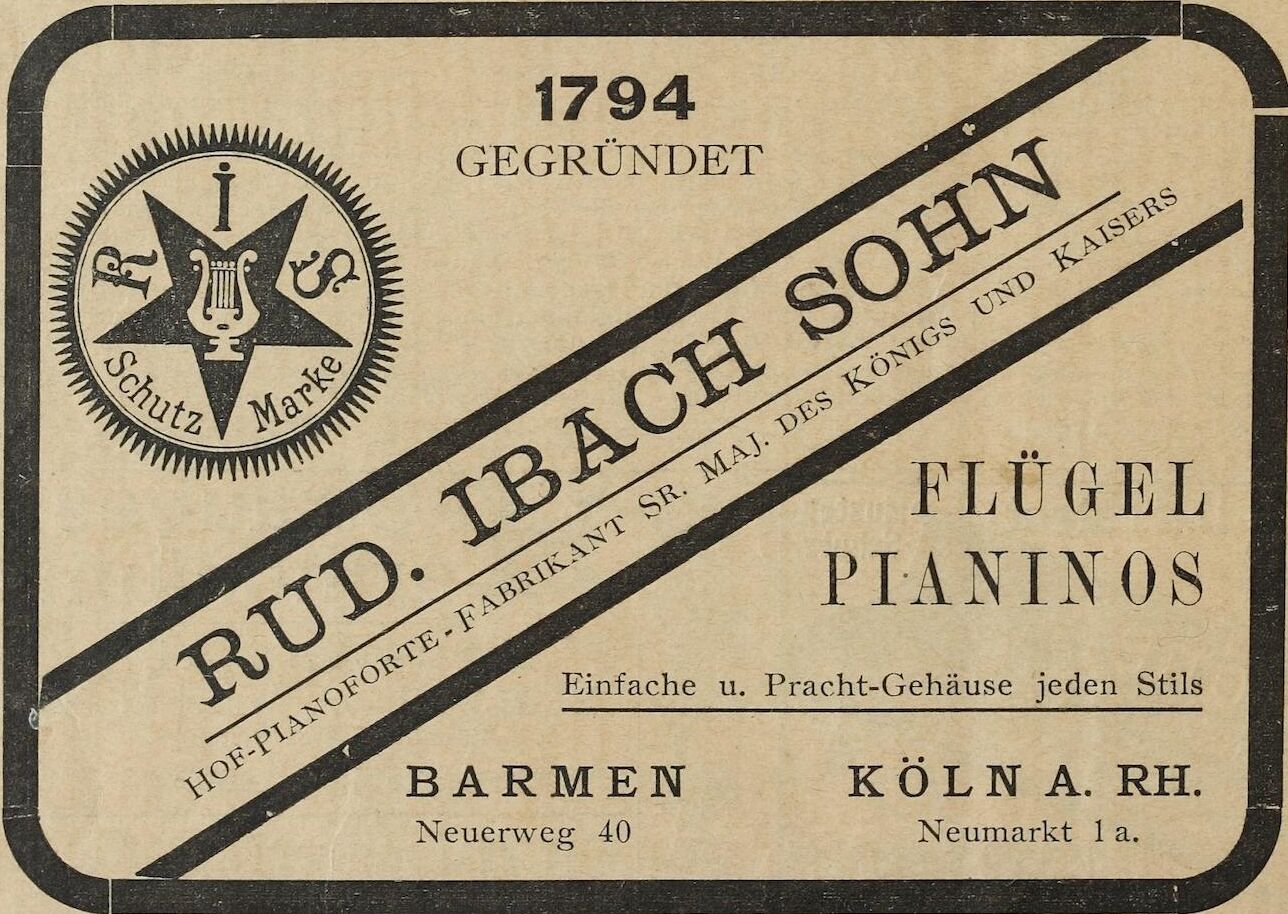 1794
GEGRÜNDET
R I S
Schutz Marke
RUD. IBACH SOHN
HOF-PIANOFORTE-FABRIKANT SR. MAJ. DES KÖNIGS UND KAISERS
FLÜGEL
PIANINOS
Einfache u. Pracht-Gehäuse jeden Stils
BARMEN
Neuerweg 40
KÖLN A. RH.
Neumarkt 1 a.